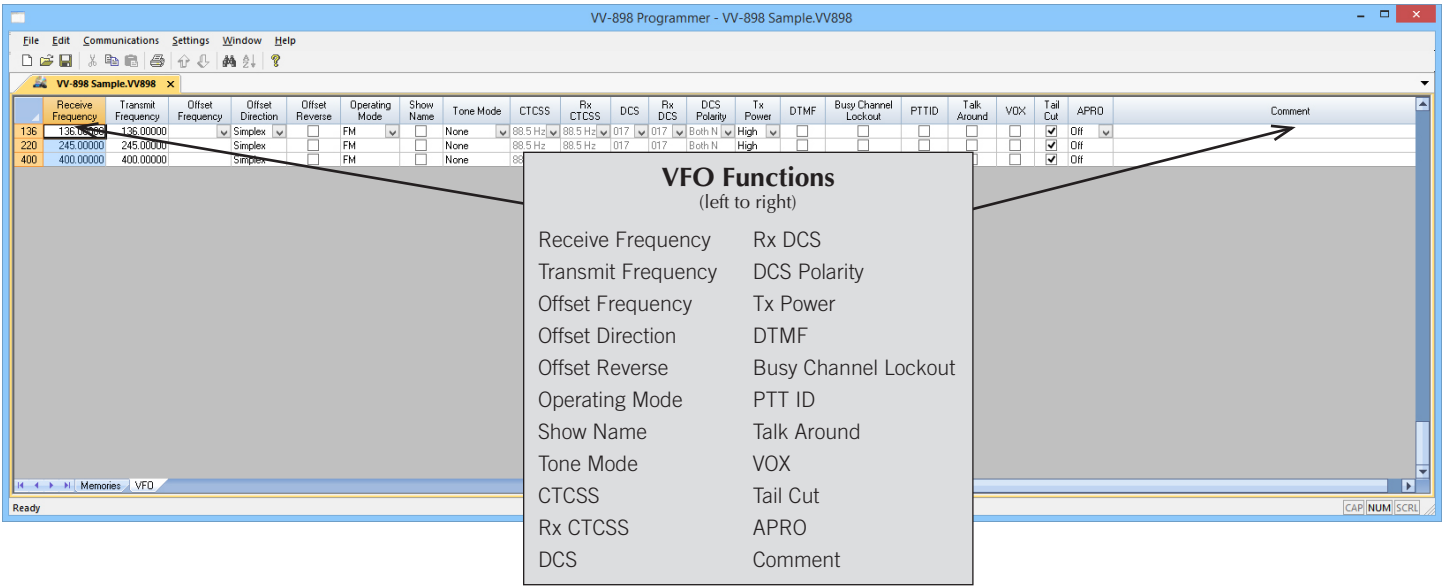 VV-898 Programmer - VV-898 Sample.VV898
File Edit Communications Settings Window Help
VV-898 Sample.VV898 x
Receive Frequency Transmit Frequency Offset Frequency Offset Direction Offset Reverse Operating Mode Show Name Tone Mode CTCSS Rx CTCSS DCS Rx DCS DCS Polarity Tx Power DTMF Busy Channel Lockout PTTID Talk Around VOX Tail Cut APRO Comment
136 136.00000 136.00000 Simplex FM None 88.5 Hz 88.5 Hz 017 017 Both N High Off
220 245.00000 245.00000 Simplex FM None 88.5 Hz 88.5 Hz 017 017 Both N High Off
400 400.00000 400.00000 Simplex FM None 88 Off
VFO Functions
(left to right)
Receive Frequency Rx DCS
Transmit Frequency DCS Polarity
Offset Frequency Tx Power
Offset Direction DTMF
Offset Reverse Busy Channel Lockout
Operating Mode PTT ID
Show Name Talk Around
Tone Mode VOX
CTCSS Tail Cut
Rx CTCSS APRO
DCS Comment
Memories VFO
Ready CAP NUM SCRL